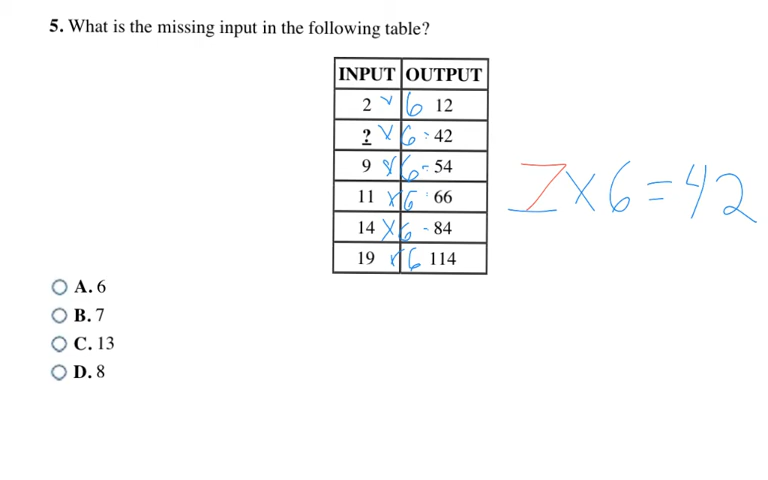 5. What is the missing input in the following table?
INPUT OUTPUT
2 × 6 12
? × 6 = 42
9 × 6 = 54
11 × 6 = 66
14 × 6 - 84
19 × 6 114
7 × 6 = 42
A. 6
B. 7
C. 13
D. 8